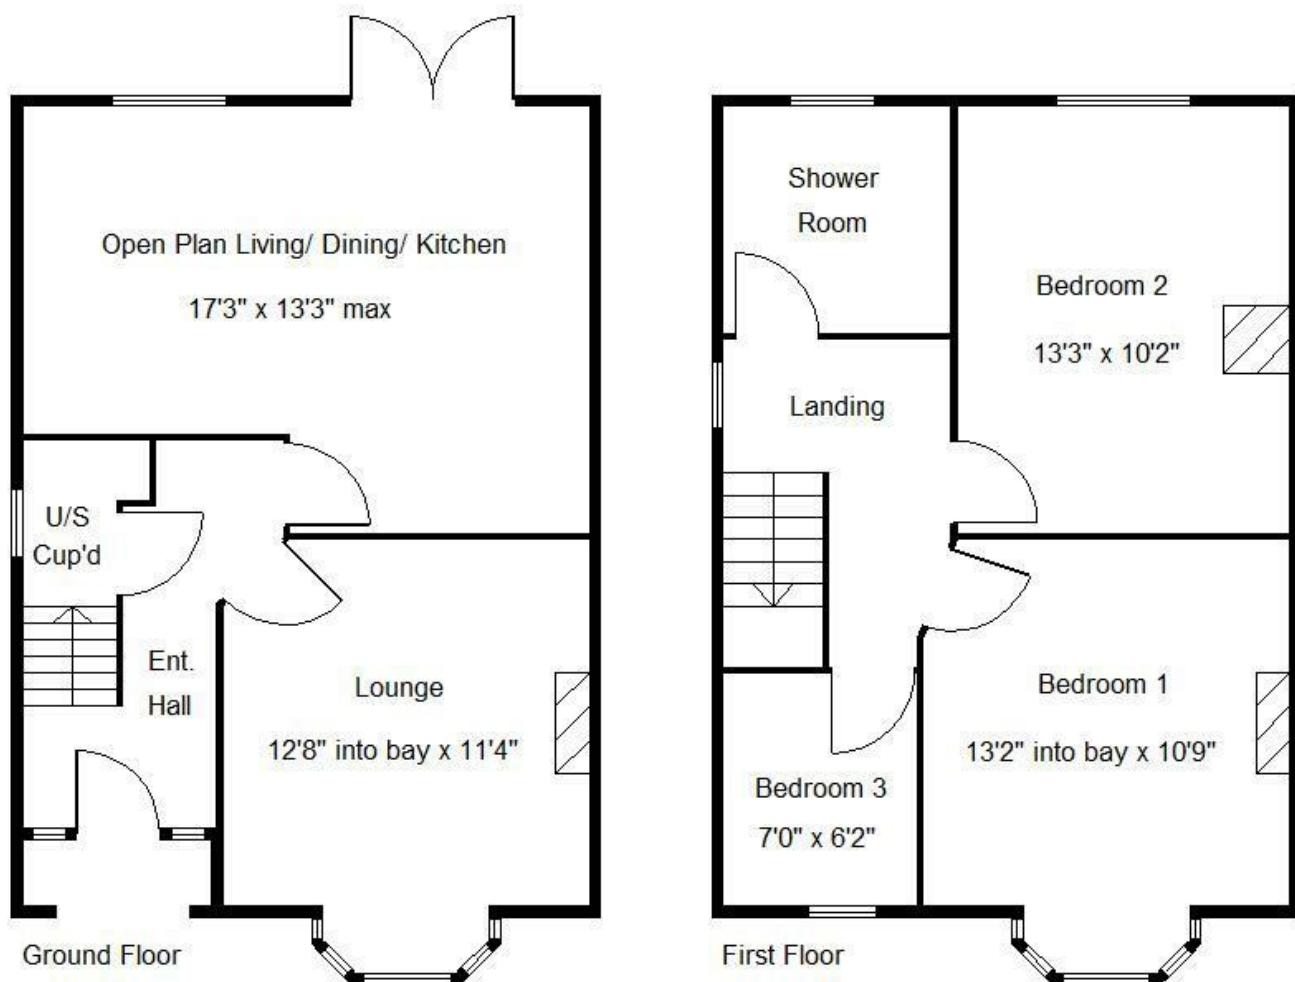 Open Plan Living/ Dining/ Kitchen
17'3" x 13'3" max
U/S
Cup'd
Ent.
Hall
Lounge
12'8" into bay x 11'4"
Ground Floor
Shower
Room
Bedroom 2
13'3" x 10'2"
Landing
Bedroom 1
13'2" into bay x 10'9"
Bedroom 3
7'0" x 6'2"
First Floor